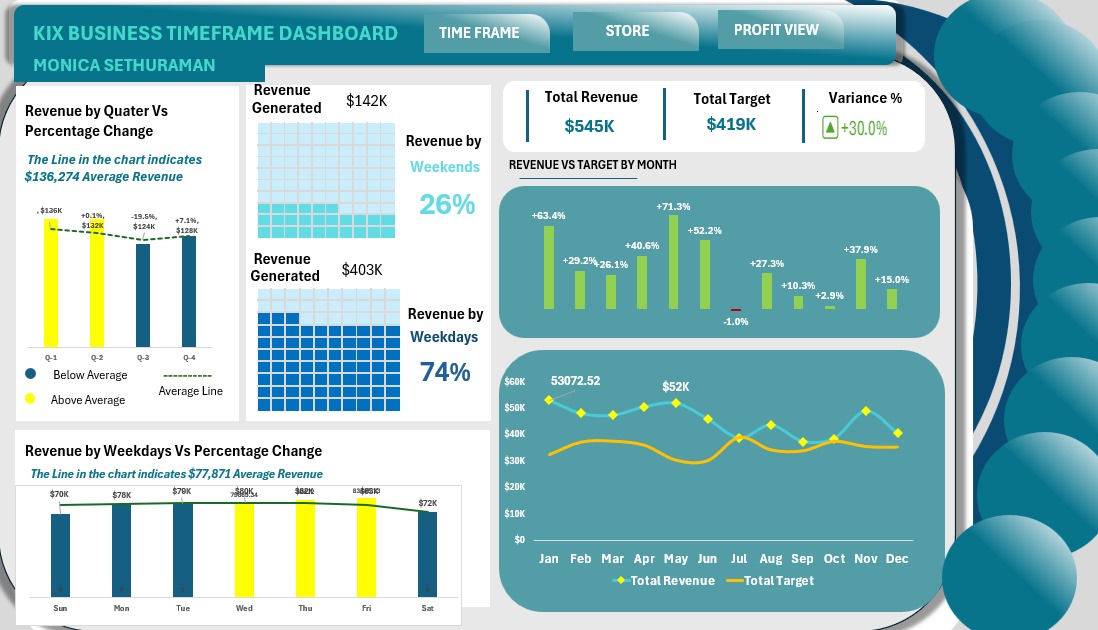 KIX BUSINESS TIMEFRAME DASHBOARD
MONICA SETHURAMAN
TIME FRAME
STORE
PROFIT VIEW
Revenue by Quater Vs
Percentage Change
The Line in the chart indicates
$136,274 Average Revenue
, $136K
+0.1%,
$132K
-19.5%,
$124K
+7.1%,
$128K
Q-1 Q-2 Q-3 Q-4
Below Average
Average Line
Above Average
Revenue
Generated
$142K
Revenue by
Weekends
26%
Revenue
Generated
$403K
Revenue by
Weekdays
74%
Total Revenue
$545K
Total Target
$419K
Variance %
+30.0%
REVENUE VS TARGET BY MONTH
+63.4% +29.2% +26.1% +40.6% +71.3% +52.2% -1.0% +27.3% +10.3% +2.9% +37.9% +15.0%
53072.52
$52K
$60K
$50K
$40K
$30K
$20K
$10K
$0
Jan Feb Mar Apr May Jun Jul Aug Sep Oct Nov Dec
Total Revenue Total Target
Revenue by Weekdays Vs Percentage Change
The Line in the chart indicates $77,871 Average Revenue
$70K $78K $79K $80K $72K
Sun Mon Tue Wed Thu Fri Sat